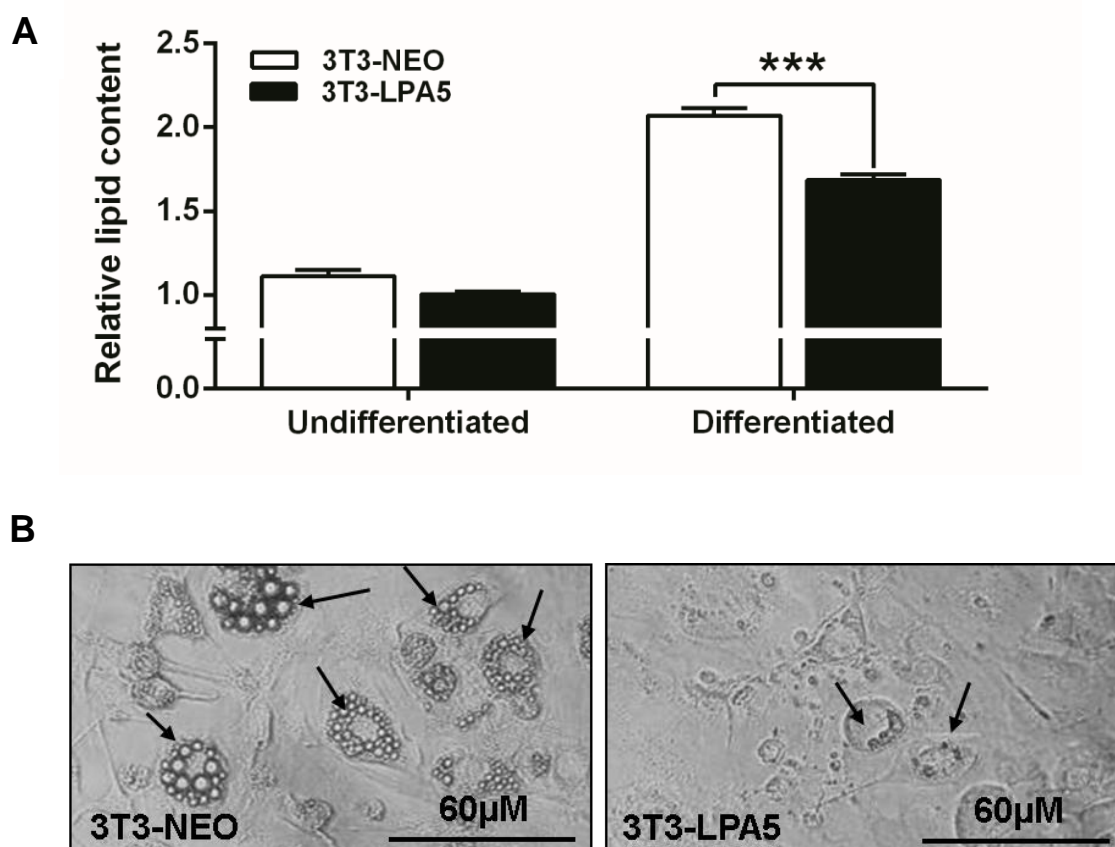 A
Relative lipid content
2.5
2.0
1.5
1.0
0.0
3T3-NEO
3T3-LPA5
***
Undifferentiated
Differentiated
B
3T3-NEO
60µM
3T3-LPA5
60µM